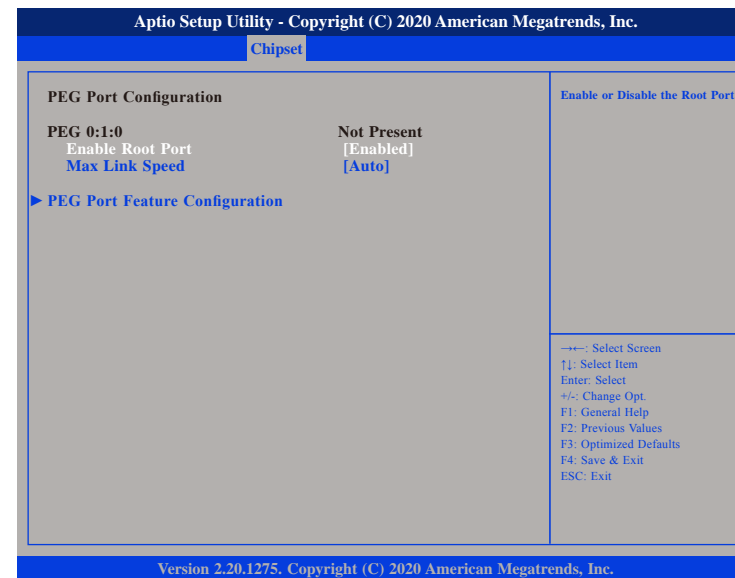 Aptio Setup Utility - Copyright (C) 2020 American Megatrends, Inc.
Chipset
PEG Port Configuration
PEG 0:1:0 Not Present
Enable Root Port [Enabled]
Max Link Speed [Auto]
► PEG Port Feature Configuration
Enable or Disable the Root Port
→←: Select Screen
↑↓: Select Item
Enter: Select
+/-: Change Opt.
F1: General Help
F2: Previous Values
F3: Optimized Defaults
F4: Save & Exit
ESC: Exit
Version 2.20.1275. Copyright (C) 2020 American Megatrends, Inc.